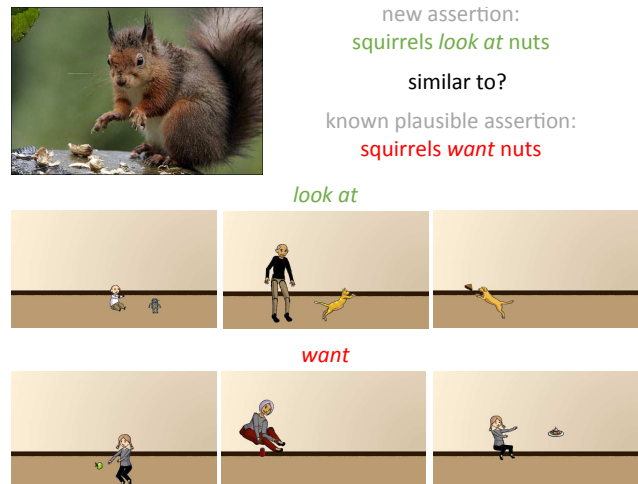 new assertion:
squirrels look at nuts
similar to?
known plausible assertion:
squirrels want nuts
look at
want